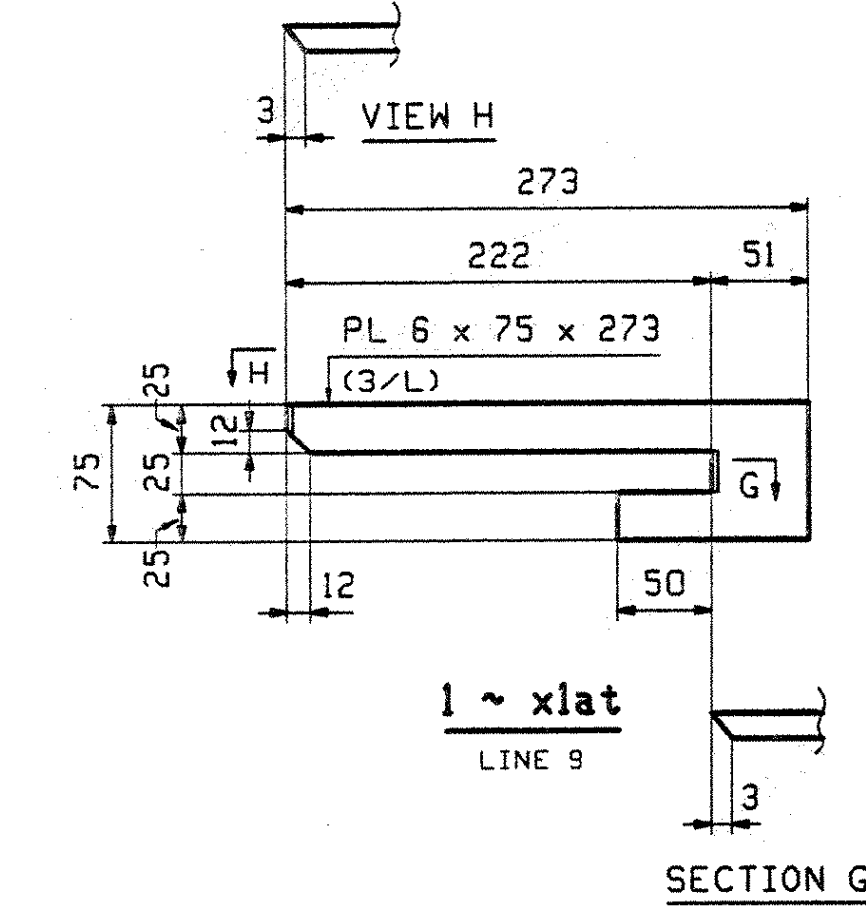 3
VIEW H
273
222 51
PL 6 x 75 x 273
H
(3/L)
25
12
75
25
G
25
12
50
1 ~ xlat
LINE 9
3
SECTION G